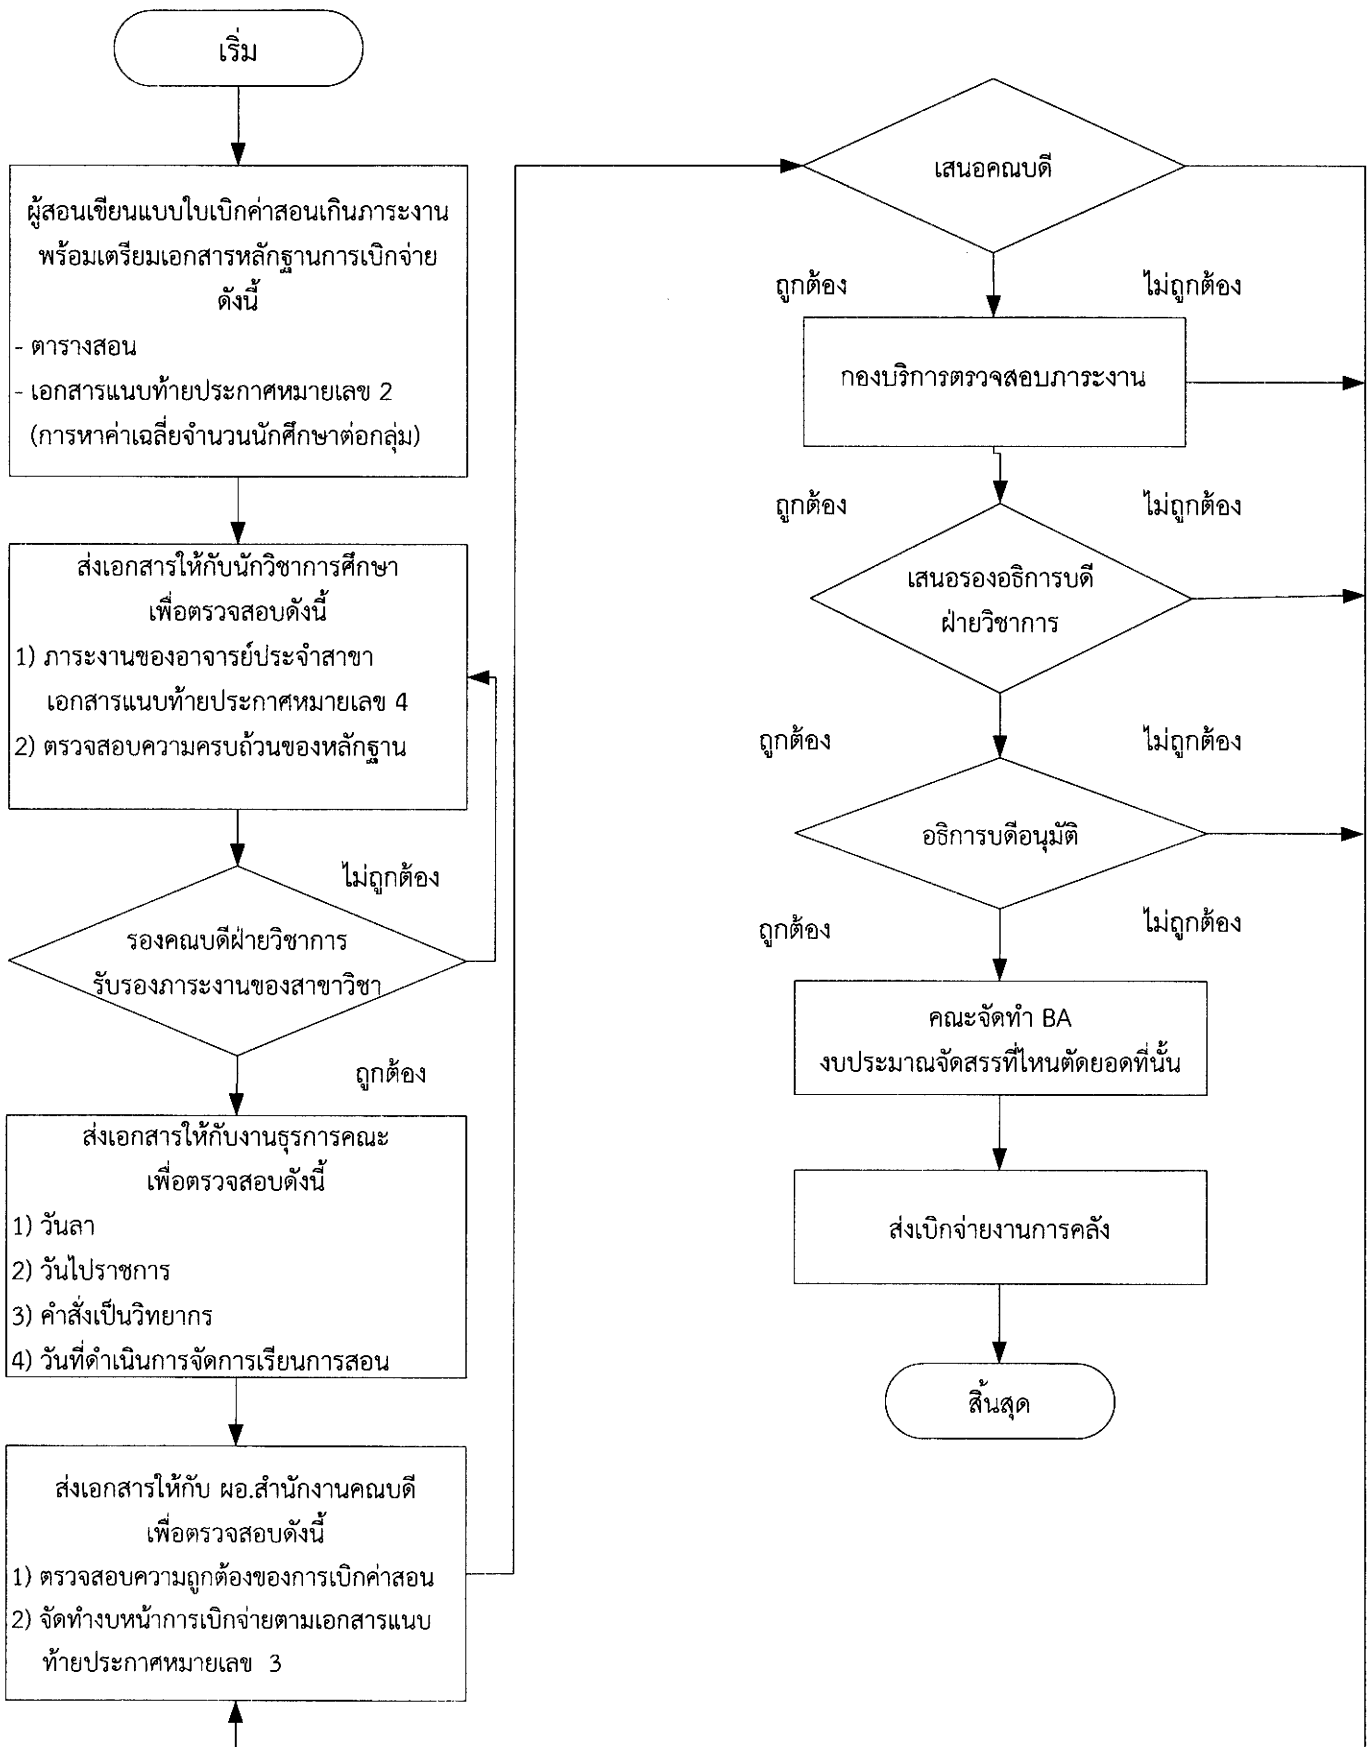 เริ่ม
ผู้สอนเขียนแบบใบเบิกค่าสอนเกินภาระงาน
พร้อมเตรียมเอกสารหลักฐานการเบิกจ่าย
ดังนี้
- ตารางสอน
- เอกสารแนบท้ายประกาศหมายเลข 2
(การหาค่าเฉลี่ยจำนวนนักศึกษาต่อกลุ่ม)
ส่งเอกสารให้กับนักวิชาการศึกษา
เพื่อตรวจสอบดังนี้
1) ภาระงานของอาจารย์ประจำสาขา
เอกสารแนบท้ายประกาศหมายเลข 4
2) ตรวจสอบความครบถ้วนของหลักฐาน
ไม่ถูกต้อง
รองคณบดีฝ่ายวิชาการ
รับรองภาระงานของสาขาวิชา
ถูกต้อง
ส่งเอกสารให้กับงานธุรการคณะ
เพื่อตรวจสอบดังนี้
1) วันลา
2) วันไปราชการ
3) คำสั่งเป็นวิทยากร
4) วันที่ดำเนินการจัดการเรียนการสอน
ส่งเอกสารให้กับ ผอ.สำนักงานคณบดี
เพื่อตรวจสอบดังนี้
1) ตรวจสอบความถูกต้องของการเบิกค่าสอน
2) จัดทำงบหน้าการเบิกจ่ายตามเอกสารแนบ
ท้ายประกาศหมายเลข 3
เสนอคณบดี
ถูกต้อง
ไม่ถูกต้อง
กองบริการตรวจสอบภาระงาน
ถูกต้อง
ไม่ถูกต้อง
เสนอรองอธิการบดี
ฝ่ายวิชาการ
ถูกต้อง
ไม่ถูกต้อง
อธิการบดีอนุมัติ
ถูกต้อง
ไม่ถูกต้อง
คณะจัดทำ BA
งบประมาณจัดสรรที่ไหนตัดยอดที่นั้น
ส่งเบิกจ่ายงานการคลัง
สิ้นสุด